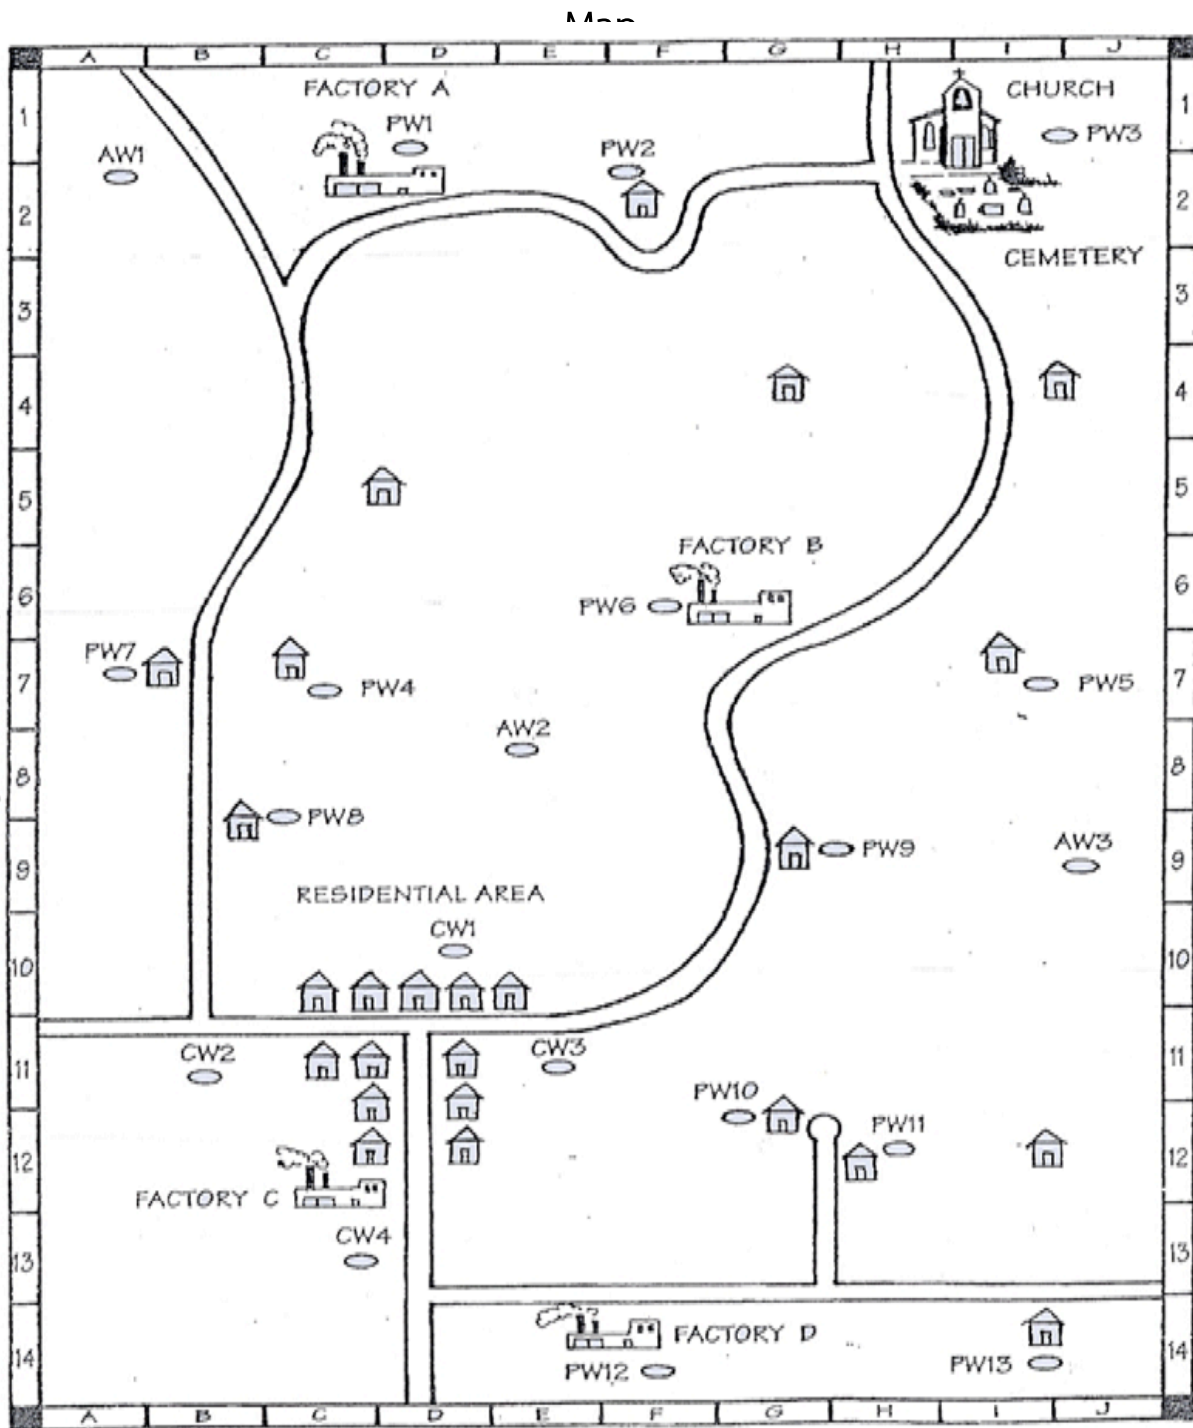 Map
A B C D E F G H I J
FACTORY A
CHURCH
1 1
PW1
PW3
AW1
PW2
2 2
CEMETERY
3 3
4 4
5 5
FACTORY B
6 6
PW6
PW7
7 7
PW4
PW5
AW2
8 8
PW8
AW3
PW9
9 9
RESIDENTIAL AREA
CW1
10 10
CW2
CW3
11 11
PW10
PW11
12 12
FACTORY C
CW4
13 13
FACTORY D
14 14
PW12
PW13
A B C D E F G H I J